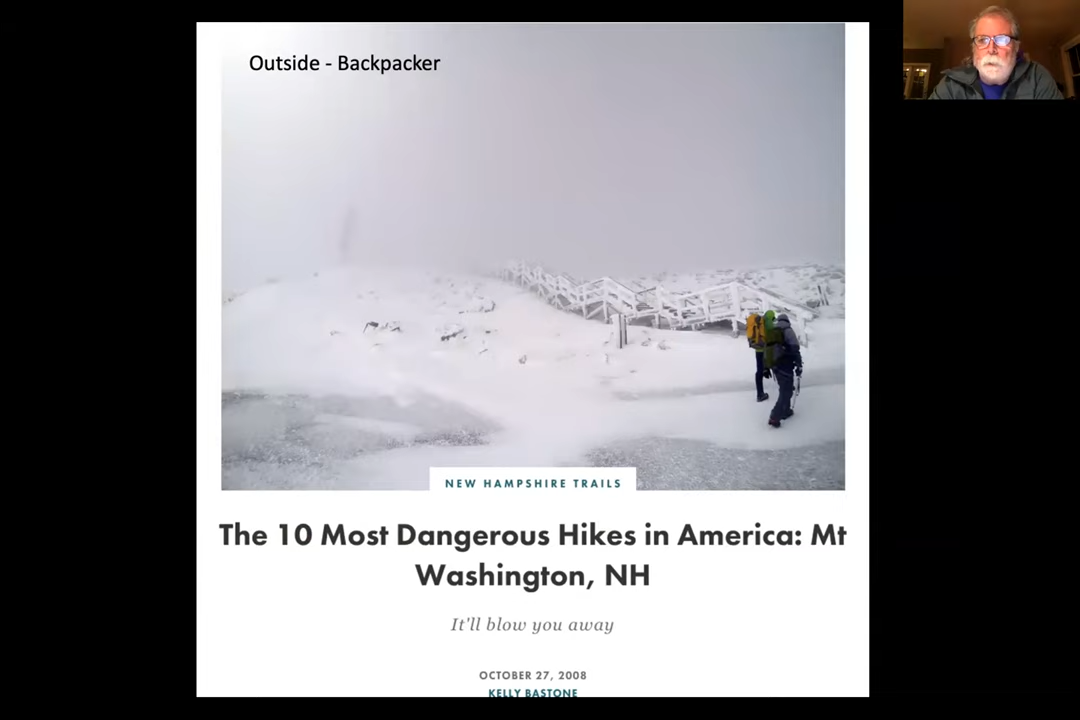 Outside - Backpacker
NEW HAMPSHIRE TRAILS
The 10 Most Dangerous Hikes in America: Mt
Washington, NH
It'll blow you away
OCTOBER 27, 2008
KELLY BASTONE